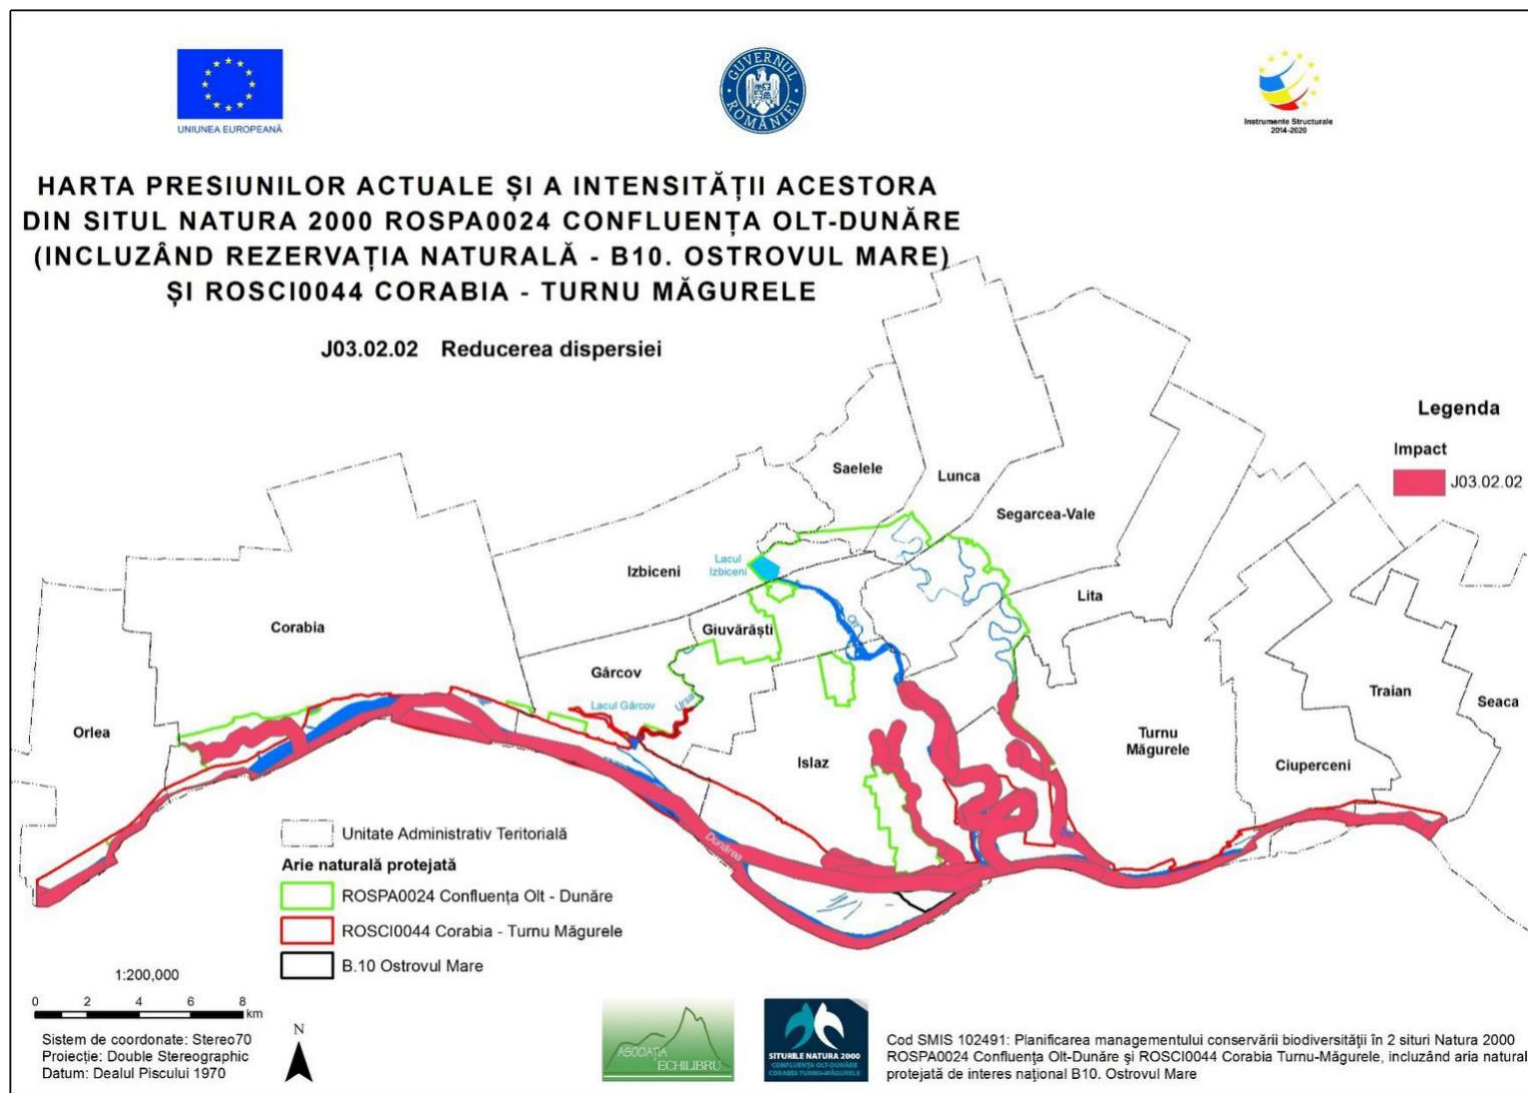 UNIUNEA EUROPEANĂ
GUVERNUL ROMÂNIEI
Instrumente Structurale
2014-2020
HARTA PRESIUNILOR ACTUALE ȘI A INTENSITĂȚII ACESTORA
DIN SITUL NATURA 2000 ROSPA0024 CONFLUENȚA OLT-DUNĂRE
(INCLUZÂND REZERVAȚIA NATURALĂ - B10. OSTROVUL MARE)
ȘI ROSCI0044 CORABIA - TURNU MĂGURELE
J03.02.02 Reducerea dispersiei
Legenda
Impact
J03.02.02
Saelele
Lunca
Segarcea-Vale
Lacul
Izbiceni
Izbiceni
Lita
Corabia
Giuvărăști
Olt
Gârcov
Lacul Gârcov
Ursa
Orlea
Islaz
Turnu
Măgurele
Traian
Seaca
Ciuperceni
Dunărea
Unitate Administrativ Teritorială
Arie naturală protejată
ROSPA0024 Confluența Olt - Dunăre
ROSCI0044 Corabia - Turnu Măgurele
B.10 Ostrovul Mare
1:200,000
0 2 4 6 8
km
N
Sistem de coordonate: Stereo70
Proiecție: Double Stereographic
Datum: Dealul Piscului 1970
ASOCIAȚIA
ECHILIBRU
SITURILE NATURA 2000
CONFLUENȚA OLT-DUNĂRE
CORABIA TURNU-MĂGURELE
Cod SMIS 102491: Planificarea managementului conservării biodiversității în 2 situri Natura 2000
ROSPA0024 Confluența Olt-Dunăre și ROSCI0044 Corabia Turnu-Măgurele, incluzând aria natural
protejată de interes național B10. Ostrovul Mare